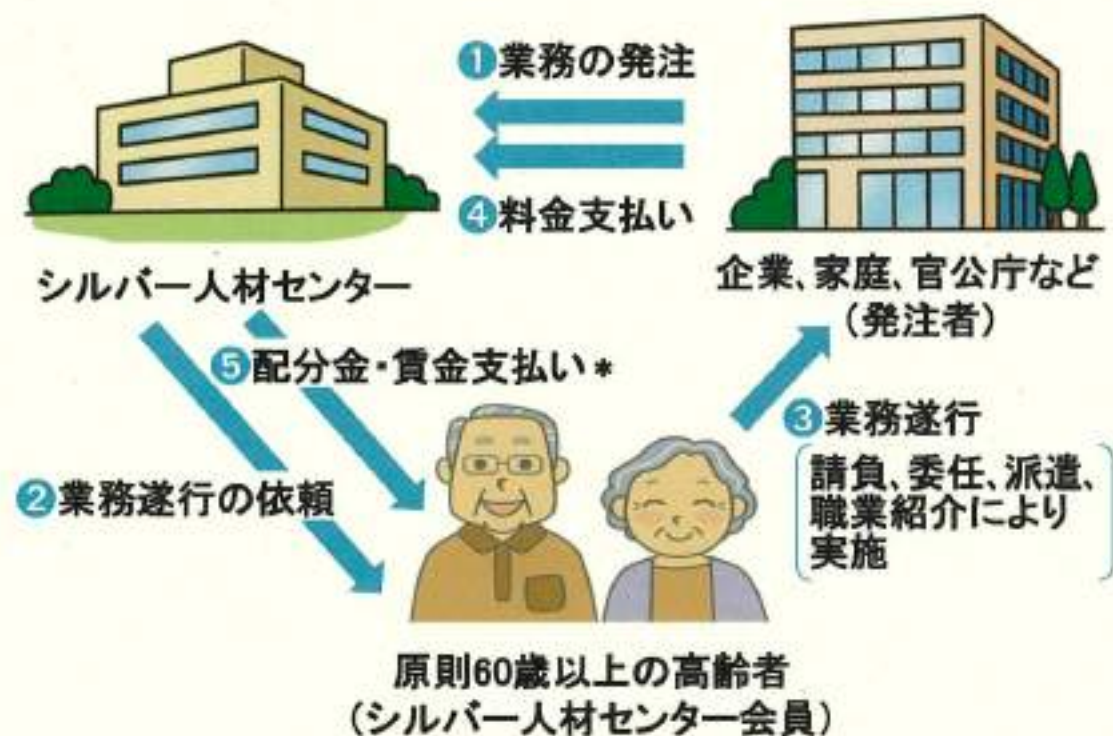 ❶業務の発注
❹料金支払い
シルバー人材センター
企業、家庭、官公庁など
(発注者)
❺配分金・賃金支払い*
❸業務遂行
請負、委任、派遣、
職業紹介により
実施
❷業務遂行の依頼
原則60歳以上の高齢者
(シルバー人材センター会員)